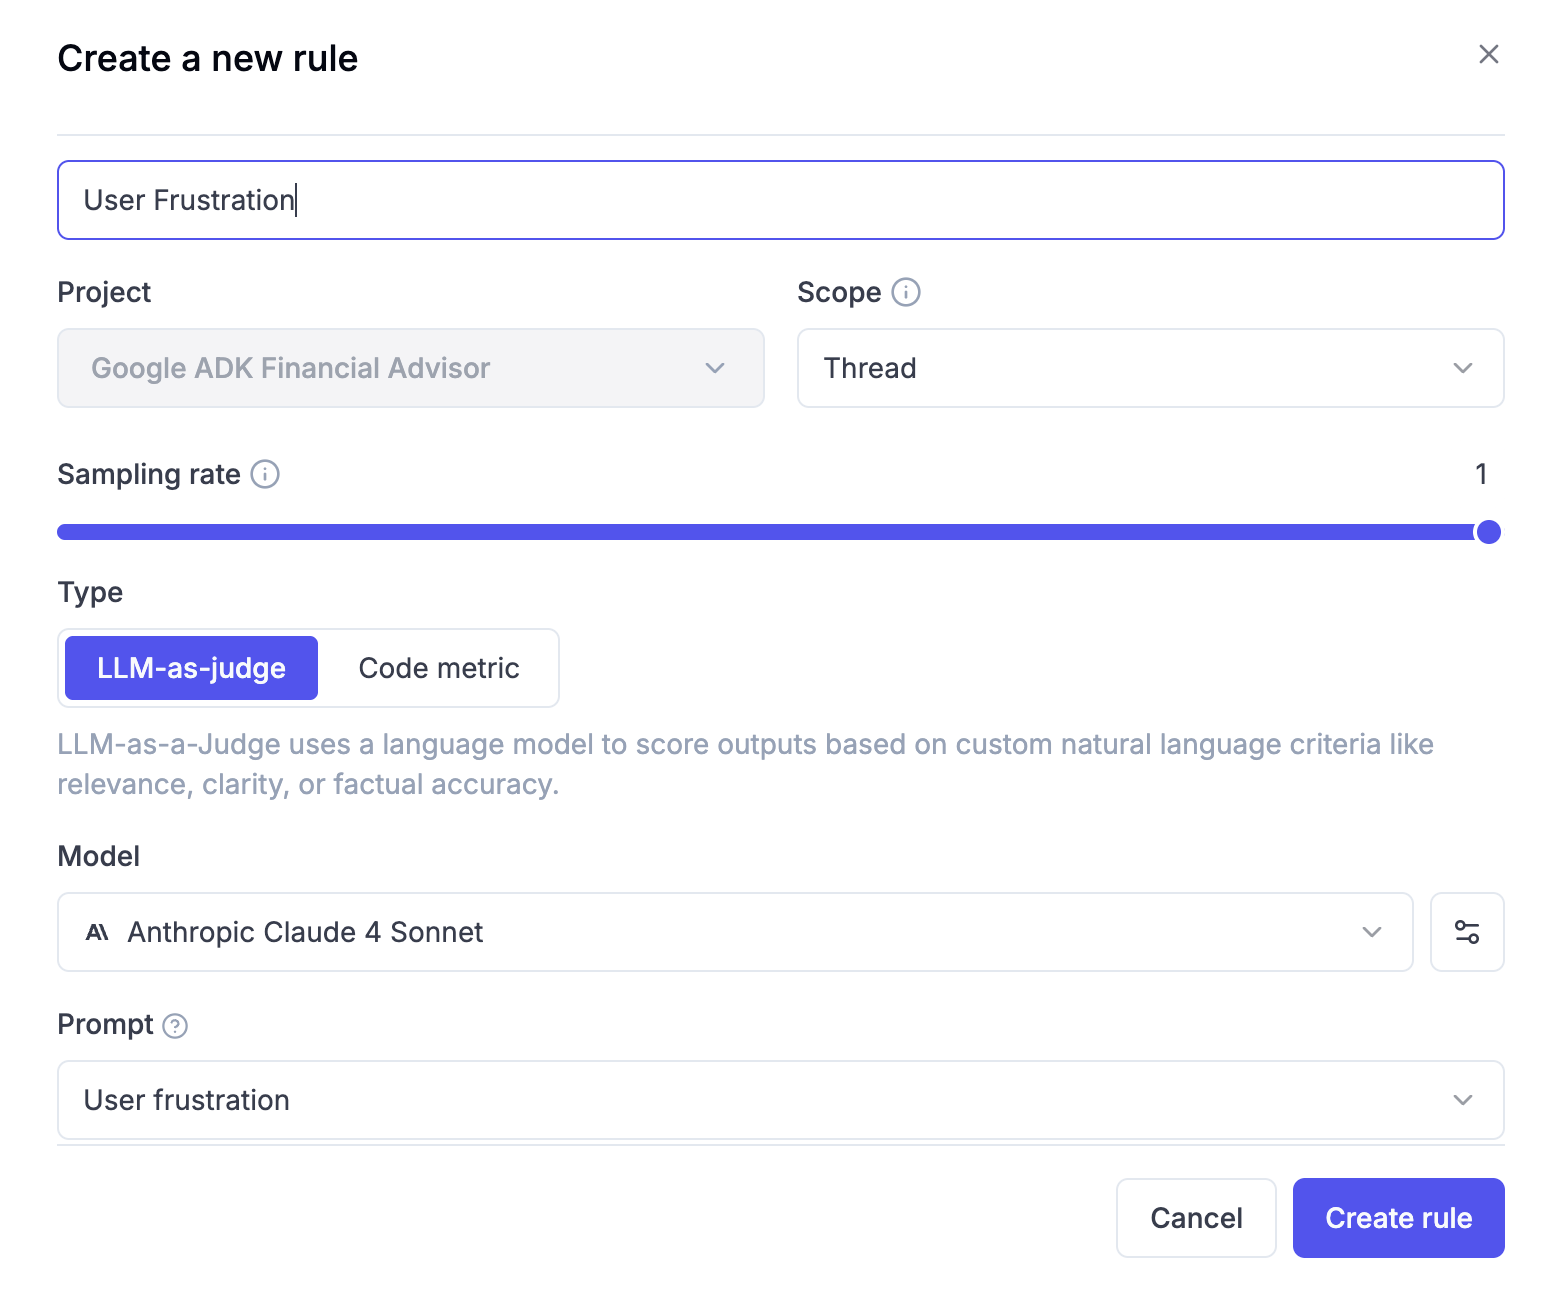 Create a new rule
User Frustration
Project
Scope
Google ADK Financial Advisor
Thread
Sampling rate
1
Type
LLM-as-judge
Code metric
LLM-as-a-Judge uses a language model to score outputs based on custom natural language criteria like
relevance, clarity, or factual accuracy.
Model
Anthropic Claude 4 Sonnet
Prompt
User frustration
Cancel
Create rule